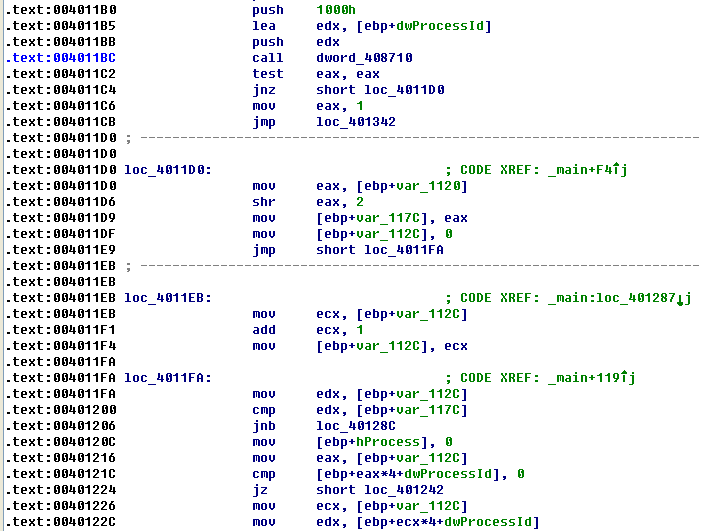 .text:004011B0 push 1000h
.text:004011B5 lea edx, [ebp+dwProcessId]
.text:004011BB push edx
.text:004011BC call dword_408710
.text:004011C2 test eax, eax
.text:004011C4 jnz short loc_4011D0
.text:004011C6 mov eax, 1
.text:004011CB jmp loc_401342
.text:004011D0 ; ---------------------------------------------------------------------------
.text:004011D0
.text:004011D0 loc_4011D0: ; CODE XREF: _main+F4↑j
.text:004011D0 mov eax, [ebp+var_1120]
.text:004011D6 shr eax, 2
.text:004011D9 mov [ebp+var_117C], eax
.text:004011DF mov [ebp+var_112C], 0
.text:004011E9 jmp short loc_4011FA
.text:004011EB ; ---------------------------------------------------------------------------
.text:004011EB
.text:004011EB loc_4011EB: ; CODE XREF: _main:loc_401287↓j
.text:004011EB mov ecx, [ebp+var_112C]
.text:004011F1 add ecx, 1
.text:004011F4 mov [ebp+var_112C], ecx
.text:004011FA
.text:004011FA loc_4011FA: ; CODE XREF: _main+119↑j
.text:004011FA mov edx, [ebp+var_112C]
.text:00401200 cmp edx, [ebp+var_117C]
.text:00401206 jnb loc_40128C
.text:0040120C mov [ebp+hProcess], 0
.text:00401216 mov eax, [ebp+var_112C]
.text:0040121C cmp [ebp+eax*4+dwProcessId], 0
.text:00401224 jz short loc_401242
.text:00401226 mov ecx, [ebp+var_112C]
.text:0040122C mov edx, [ebp+ecx*4+dwProcessId]